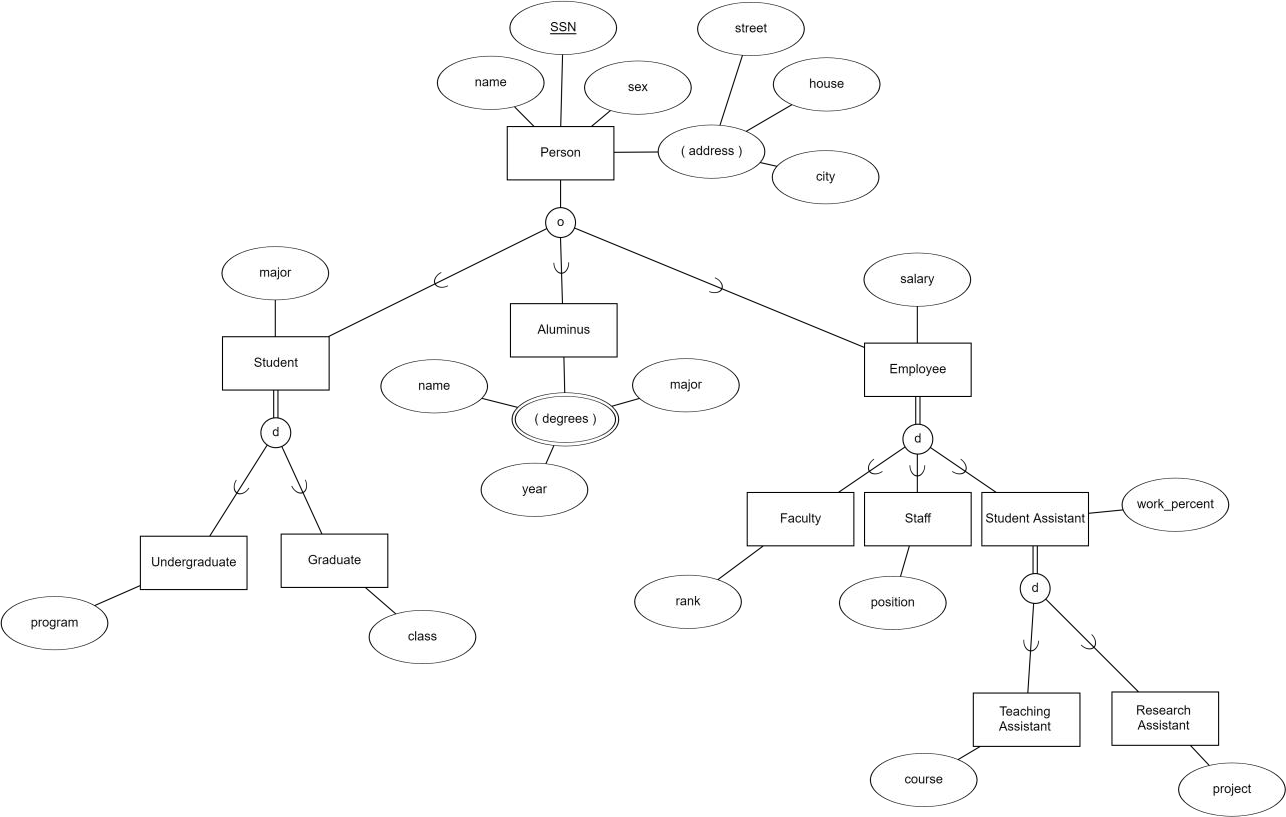 SSN
street
name
sex
house
Person
( address )
city
o
major
salary
Aluminus
Student
Employee
name
major
( degrees )
d
d
year
work_percent
Faculty
Staff
Student Assistant
Undergraduate
Graduate
d
rank
position
program
class
Teaching
Assistant
Research
Assistant
course
project